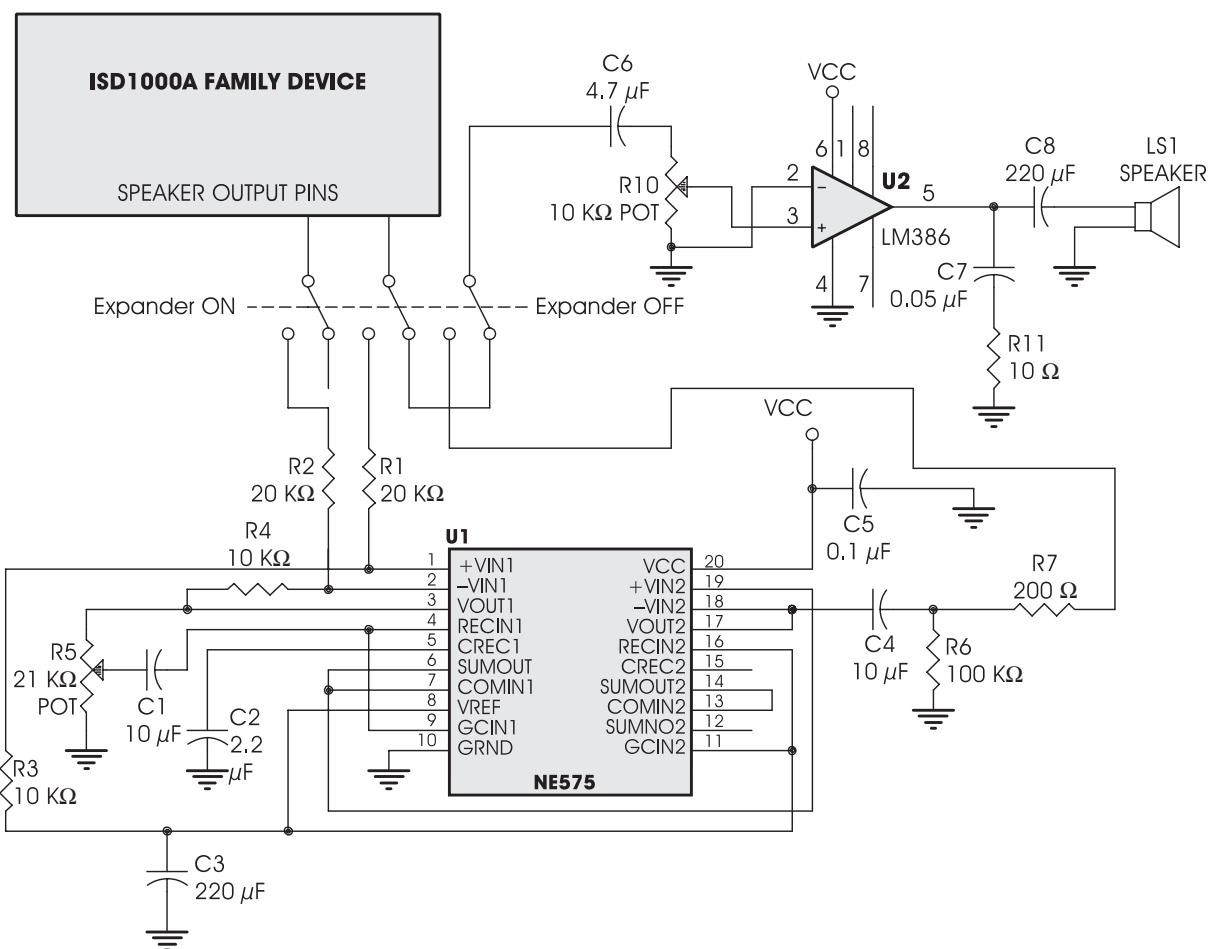 ISD1000A FAMILY DEVICE
SPEAKER OUTPUT PINS
C6
4.7 µF
VCC
R10
10 KΩ POT
6
1
8
2
3
–
+
U2
5
LM386
4
7
C8
220 µF
LS1
SPEAKER
C7
0.05 µF
R11
10 Ω
Expander ON
Expander OFF
VCC
R2
20 KΩ
R1
20 KΩ
C5
0.1 µF
R4
10 KΩ
U1
R7
200 Ω
1 +VIN1
2 –VIN1
3 VOUT1
4 RECIN1
5 CREC1
6 SUMOUT
7 COMIN1
8 VREF
9 GCIN1
10 GRND
VCC 20
+VIN2 19
–VIN2 18
VOUT2 17
RECIN2 16
CREC2 15
SUMOUT2 14
COMIN2 13
SUMNO2 12
GCIN2 11
NE575
R5
21 KΩ
POT
C1
10 µF
C2
2.2
µF
C4
10 µF
R6
100 KΩ
R3
10 KΩ
C3
220 µF